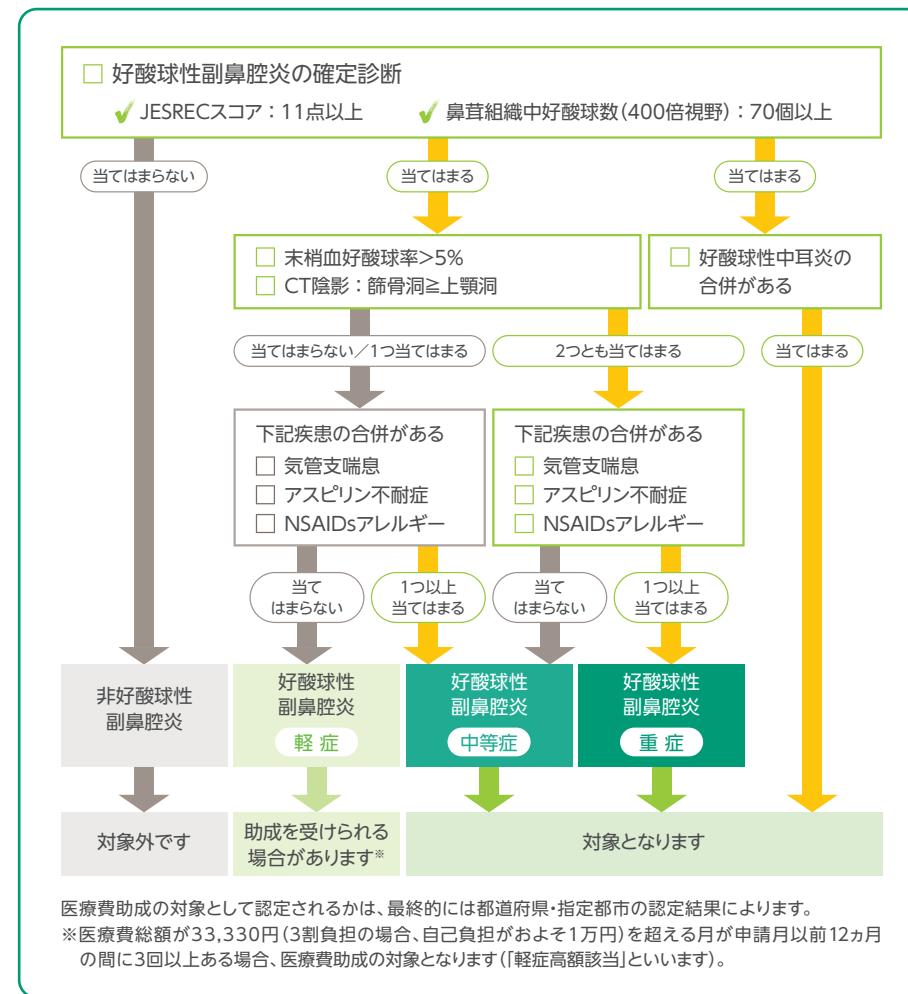 好酸球性副鼻腔炎の確定診断
JESRECスコア：11点以上
鼻茸組織中好酸球数（400倍視野）：70個以上
当てはまらない
当てはまる
当てはまる
末梢血好酸球率>5%
CT陰影：篩骨洞≧上顎洞
好酸球性中耳炎の
合併がある
当てはまらない／1つ当てはまる
2つとも当てはまる
当てはまる
下記疾患の合併がある
気管支喘息
アスピリン不耐症
NSAIDsアレルギー
下記疾患の合併がある
気管支喘息
アスピリン不耐症
NSAIDsアレルギー
当て
はまらない
1つ以上
当てはまる
当て
はまらない
1つ以上
当てはまる
非好酸球性
副鼻腔炎
好酸球性
副鼻腔炎
軽 症
好酸球性
副鼻腔炎
中等症
好酸球性
副鼻腔炎
重 症
対象外です
助成を受けられる
場合があります※
対象となります
医療費助成の対象として認定されるかは、最終的には都道府県・指定都市の認定結果によります。
※医療費総額が33,330円（3割負担の場合、自己負担がおよそ1万円）を超える月が申請月以前12ヵ月
の間に3回以上ある場合、医療費助成の対象となります（「軽症高額該当」といいます）。